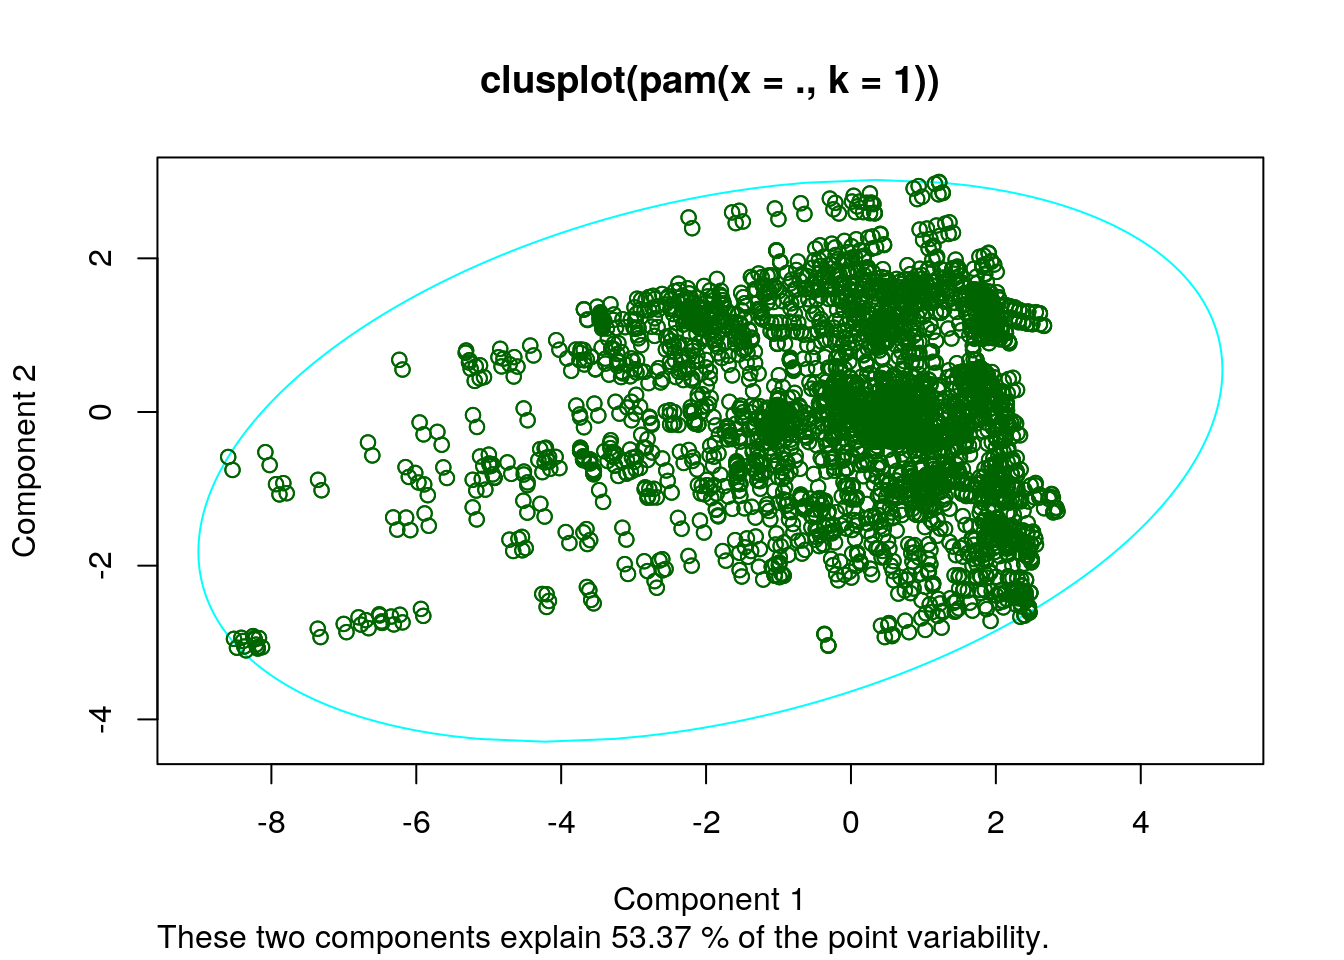 clusplot(pam(x = ., k = 1))
Component 2
2
0
-2
-4
-8 -6 -4 -2 0 2 4
Component 1
These two components explain 53.37 % of the point variability.